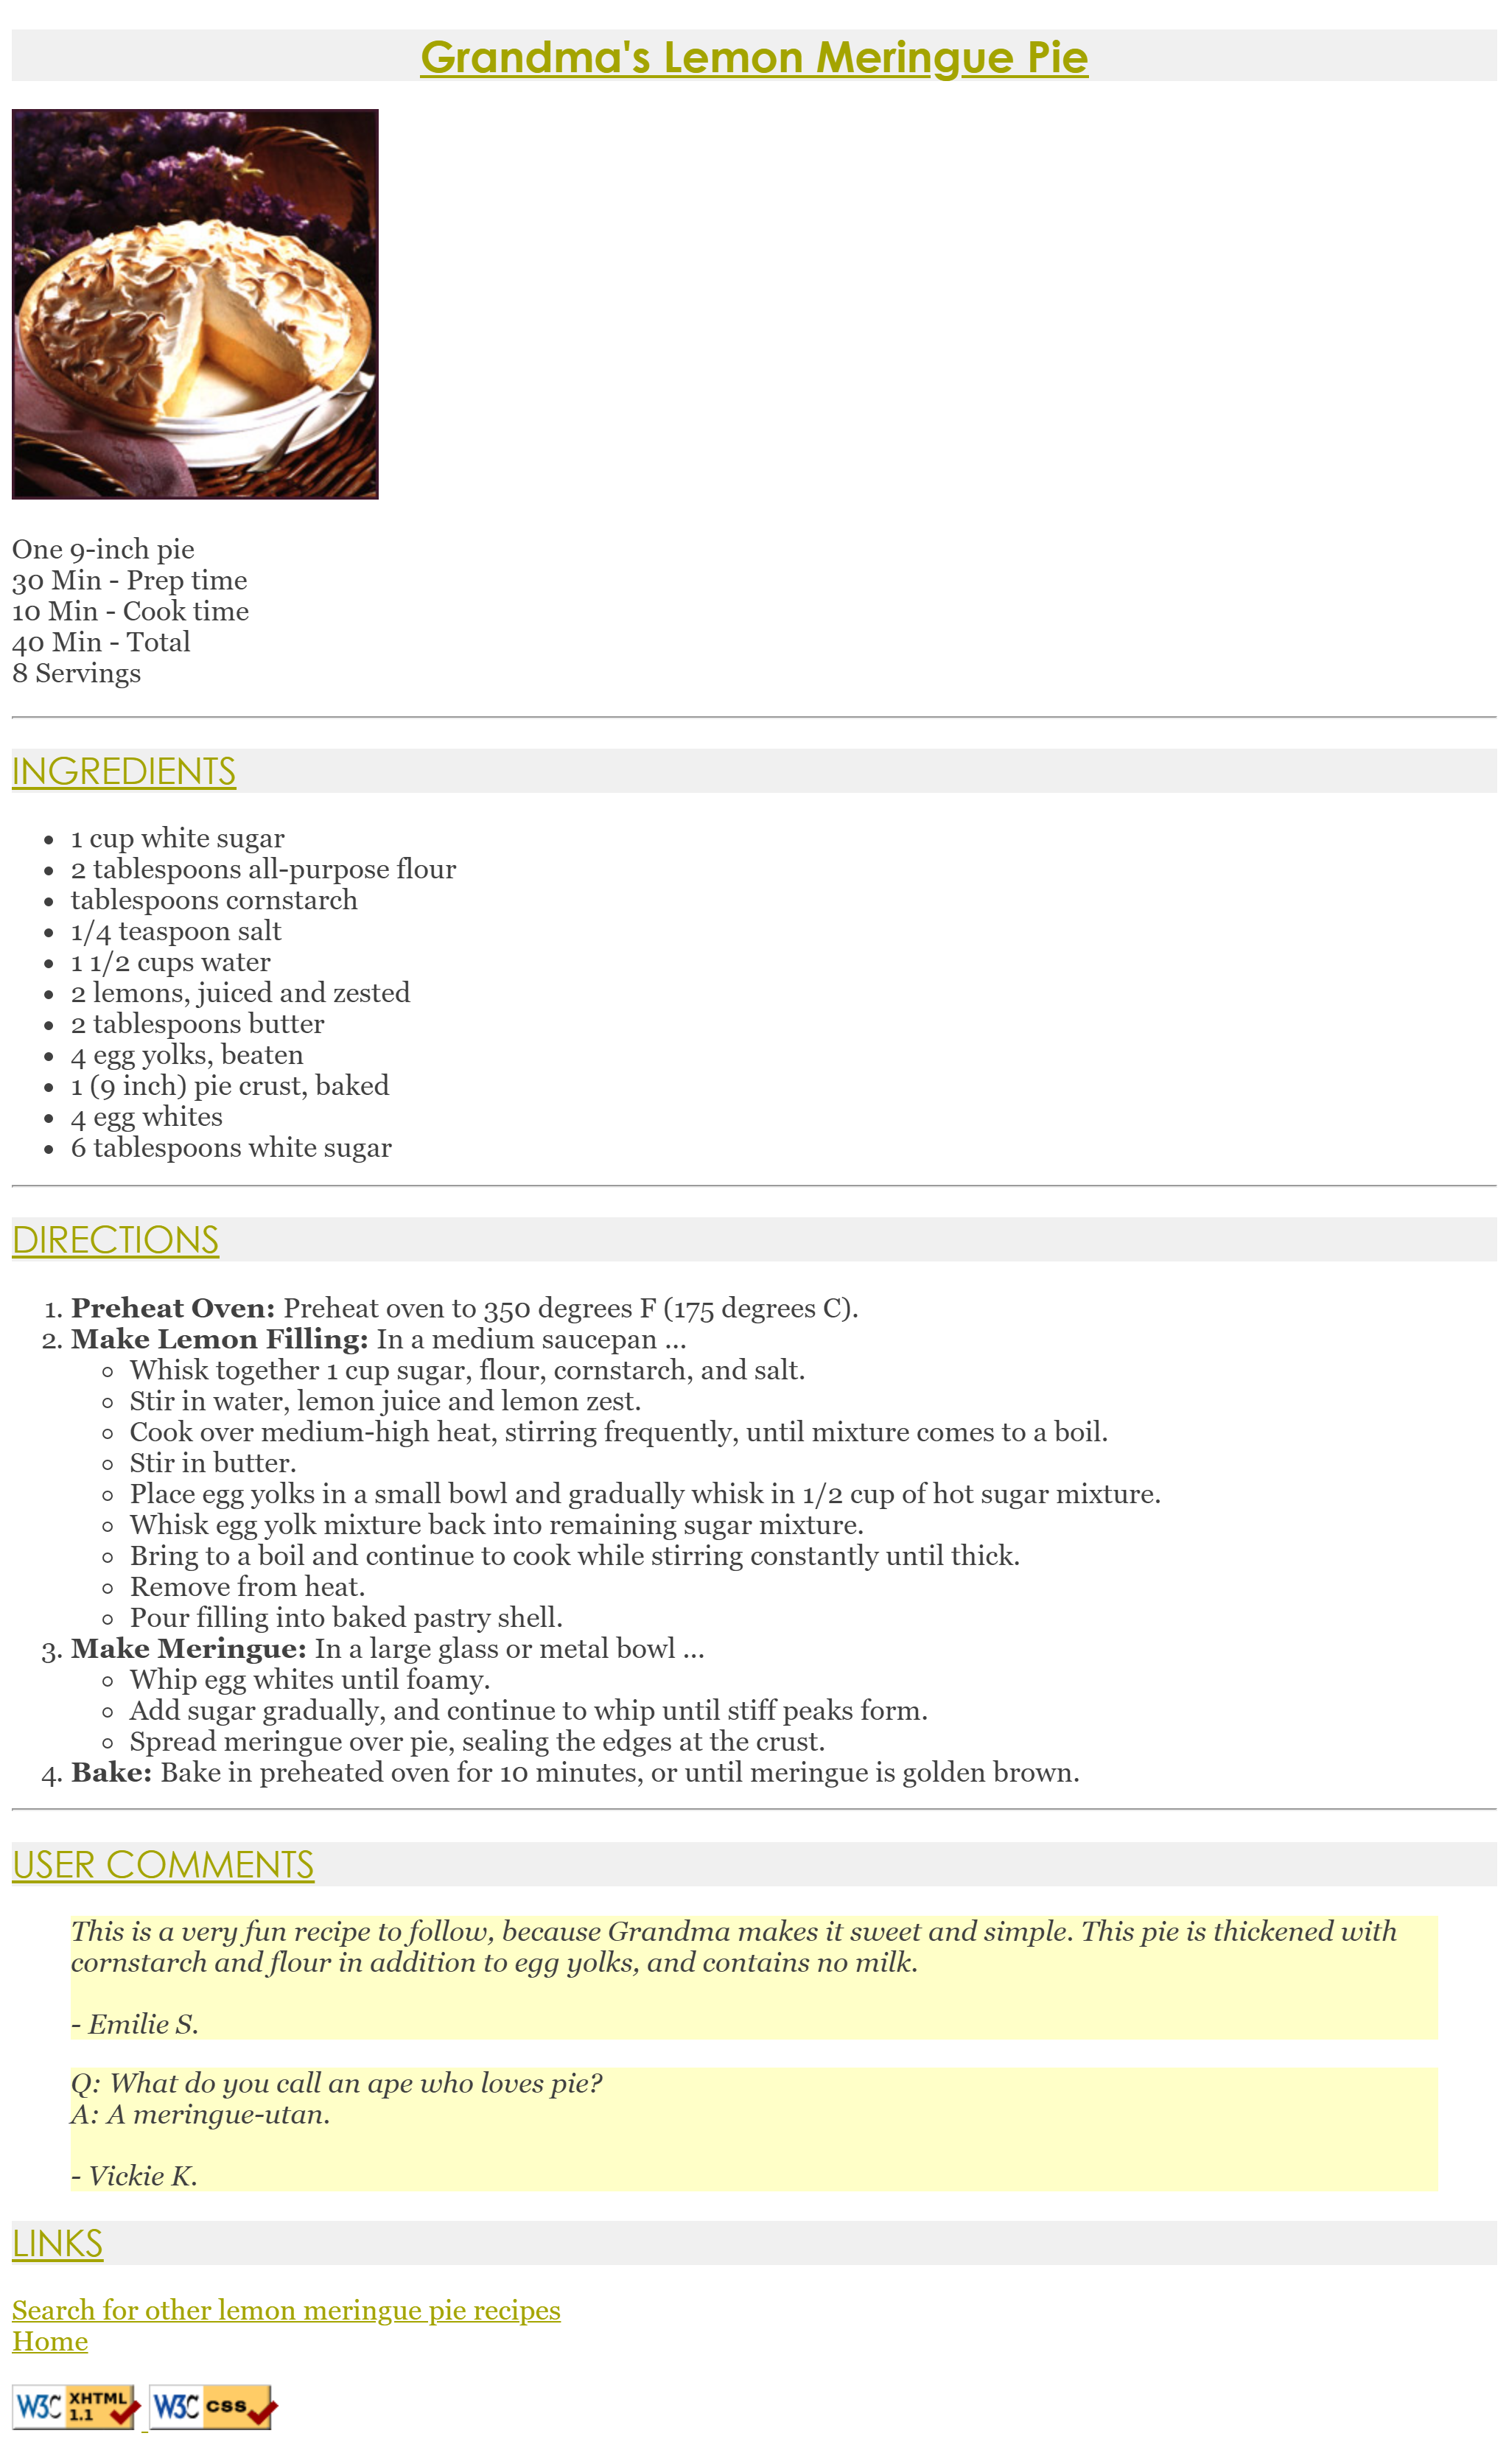 Grandma's Lemon Meringue Pie
One 9-inch pie
30 Min - Prep time
10 Min - Cook time
40 Min - Total
8 Servings
INGREDIENTS
• 1 cup white sugar
• 2 tablespoons all-purpose flour
• tablespoons cornstarch
• 1/4 teaspoon salt
• 1 1/2 cups water
• 2 lemons, juiced and zested
• 2 tablespoons butter
• 4 egg yolks, beaten
• 1 (9 inch) pie crust, baked
• 4 egg whites
• 6 tablespoons white sugar
DIRECTIONS
1. Preheat Oven: Preheat oven to 350 degrees F (175 degrees C).
2. Make Lemon Filling: In a medium saucepan ...
◦ Whisk together 1 cup sugar, flour, cornstarch, and salt.
◦ Stir in water, lemon juice and lemon zest.
◦ Cook over medium-high heat, stirring frequently, until mixture comes to a boil.
◦ Stir in butter.
◦ Place egg yolks in a small bowl and gradually whisk in 1/2 cup of hot sugar mixture.
◦ Whisk egg yolk mixture back into remaining sugar mixture.
◦ Bring to a boil and continue to cook while stirring constantly until thick.
◦ Remove from heat.
◦ Pour filling into baked pastry shell.
3. Make Meringue: In a large glass or metal bowl ...
◦ Whip egg whites until foamy.
◦ Add sugar gradually, and continue to whip until stiff peaks form.
◦ Spread meringue over pie, sealing the edges at the crust.
4. Bake: Bake in preheated oven for 10 minutes, or until meringue is golden brown.
USER COMMENTS
This is a very fun recipe to follow, because Grandma makes it sweet and simple. This pie is thickened with
cornstarch and flour in addition to egg yolks, and contains no milk.
- Emilie S.
Q: What do you call an ape who loves pie?
A: A meringue-utan.
- Vickie K.
LINKS
Search for other lemon meringue pie recipes
Home
W3C XHTML 1.1 W3C CSS